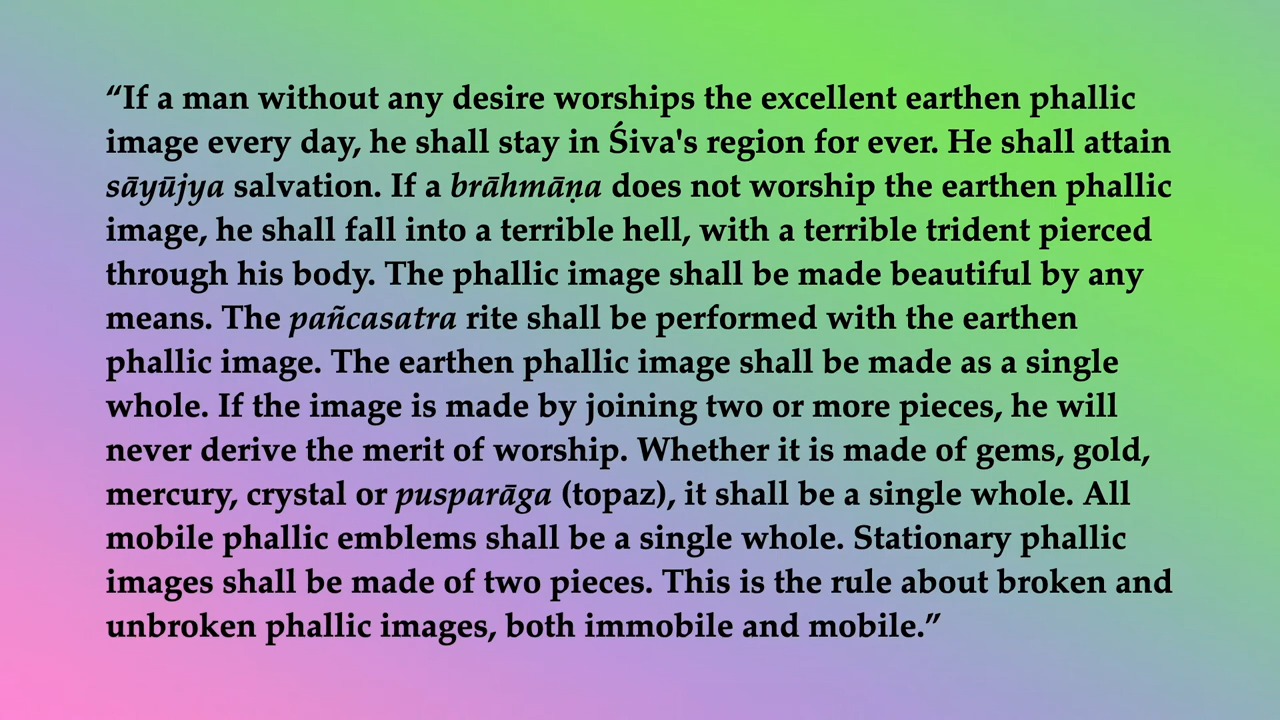 “If a man without any desire worships the excellent earthen phallic
image every day, he shall stay in Śiva's region for ever. He shall attain
sāyūjya salvation. If a brāhmāṇa does not worship the earthen phallic
image, he shall fall into a terrible hell, with a terrible trident pierced
through his body. The phallic image shall be made beautiful by any
means. The pañcasatra rite shall be performed with the earthen
phallic image. The earthen phallic image shall be made as a single
whole. If the image is made by joining two or more pieces, he will
never derive the merit of worship. Whether it is made of gems, gold,
mercury, crystal or pusparāga (topaz), it shall be a single whole. All
mobile phallic emblems shall be a single whole. Stationary phallic
images shall be made of two pieces. This is the rule about broken and
unbroken phallic images, both immobile and mobile.”